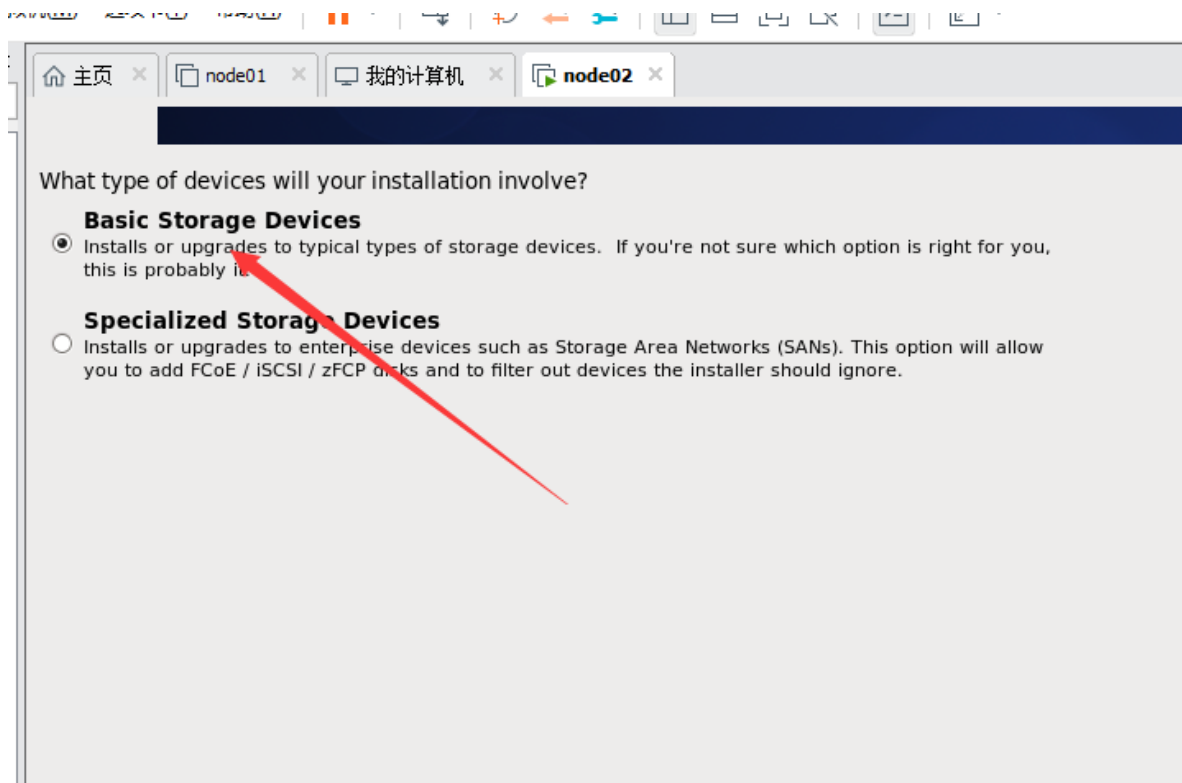 主页
node01
我的计算机
node02
What type of devices will your installation involve?
Basic Storage Devices
Installs or upgrades to typical types of storage devices.  If you're not sure which option is right for you,
this is probably
Specialized Storage Devices
Installs or upgrades to enterprise devices such as Storage Area Networks (SANs). This option will allow
you to add FCoE / iSCSI / zFCP disks and to filter out devices the installer should ignore.